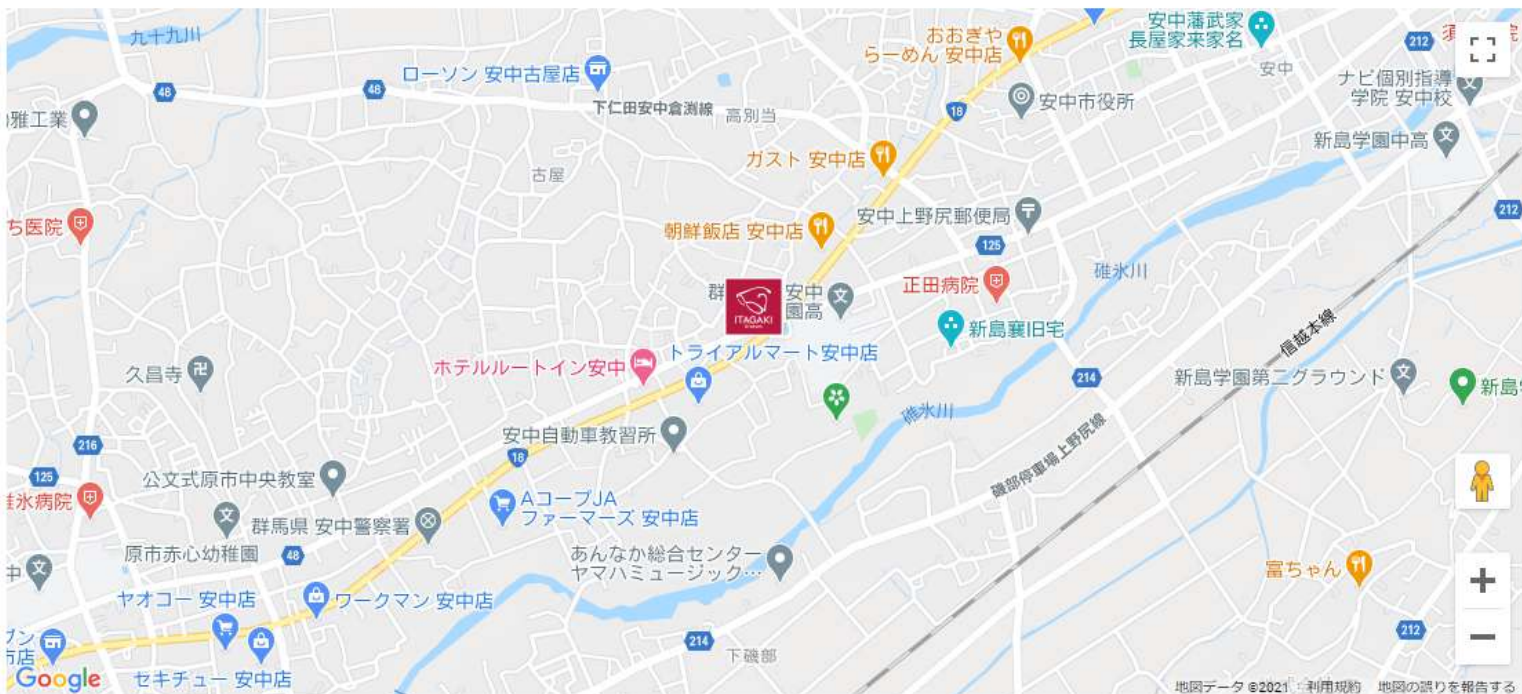 九十九川
48
48
ローソン 安中古屋店
下仁田安中倉渕線
高別当
おおぎや
らーめん 安中店
安中藩武家
長屋家来家名
安中
212
ナビ個別指導
学院 安中校
雅工業
18
安中市役所
新島学園中高
ガスト 安中店
古屋
ち医院
朝鮮飯店 安中店
安中上野尻郵便局
212
125
碓氷川
正田病院
群
安中
園高
ITAGAKI
新島襄旧宅
信越本線
トライアルマート安中店
ホテルルートイン安中
久昌寺
214
新島学園第二グラウンド
新島
碓氷川
安中自動車教習所
216
18
磯部停車場上野尻線
125
公文式原市中央教室
氷病院
AコープJA
ファーマーズ 安中店
群馬県 安中警察署
原市赤心幼稚園
48
中
あんなか総合センター
ヤマハミュージック…
富ちゃん
ヤオコー 安中店
ワークマン 安中店
214
212
下磯部
ブン
店
セキチュー 安中店
Google
地図データ ©2021
利用規約
地図の誤りを報告する